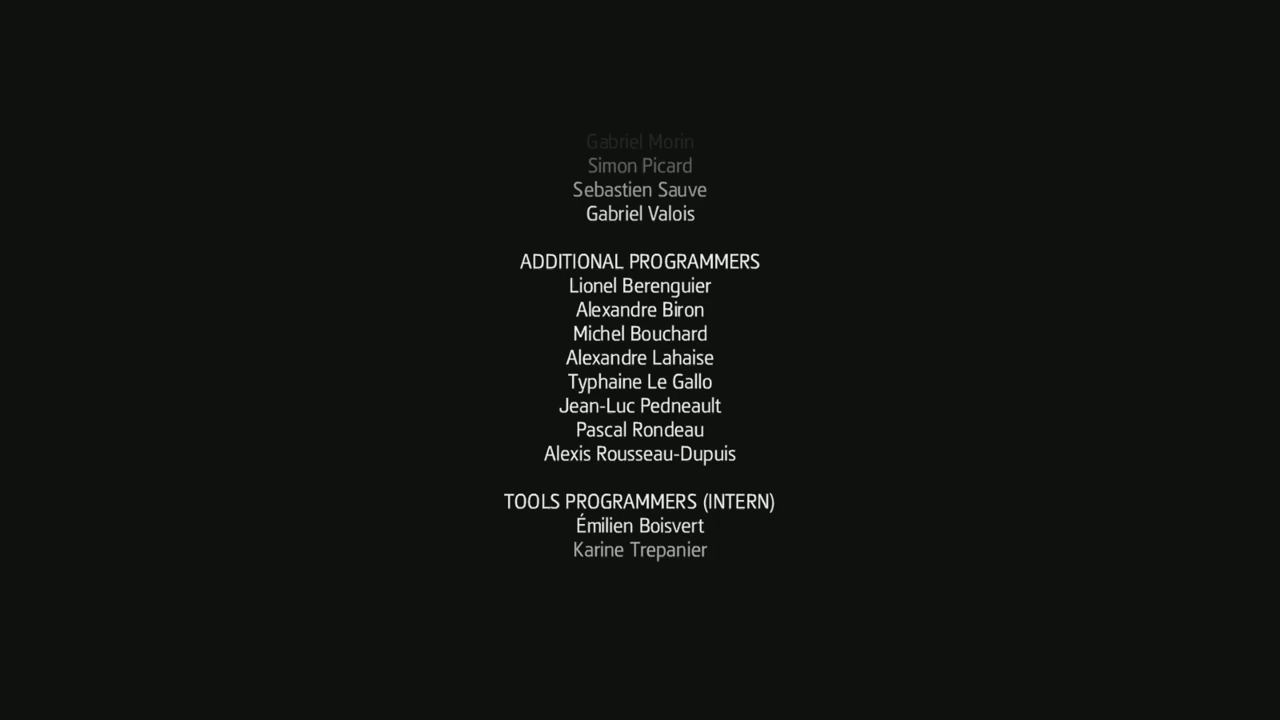 Gabriel Morin
Simon Picard
Sebastien Sauve
Gabriel Valois
ADDITIONAL PROGRAMMERS
Lionel Berenguier
Alexandre Biron
Michel Bouchard
Alexandre Lahaise
Typhaine Le Gallo
Jean-Luc Pedneault
Pascal Rondeau
Alexis Rousseau-Dupuis
TOOLS PROGRAMMERS (INTERN)
Émilien Boisvert
Karine Trepanier